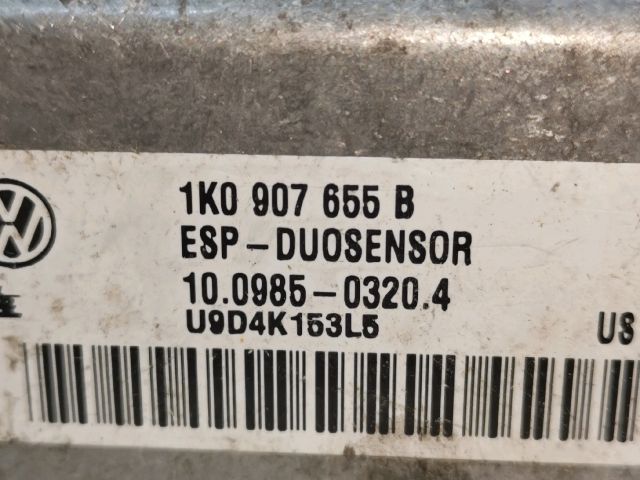 1K0 907 655 B
ESP-DUOSENSOR
10.0985-0320.4
U9D4K153L5
US